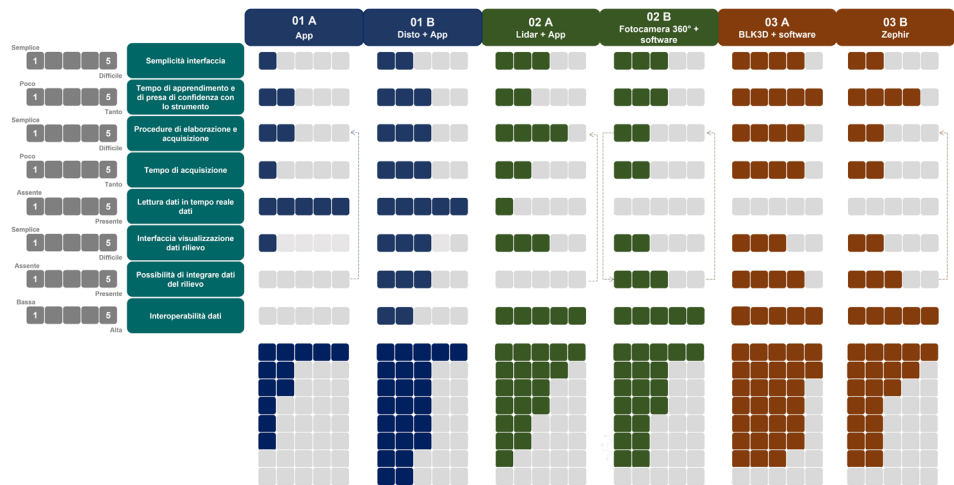 01 A
App
01 B
Disto + App
02 A
Lidar + App
02 B
Fotocamera 360° +
software
03 A
BLK3D + software
03 B
Zephir
Semplice
1 5
Difficile
Semplicità interfaccia
Poco
1 5
Tanto
Tempo di apprendimento e
di presa di confidenza con
lo strumento
Semplice
1 5
Difficile
Procedure di elaborazione e
acquisizione
Poco
1 5
Tanto
Tempo di acquisizione
Assente
1 5
Presente
Lettura dati in tempo reale
dati
Semplice
1 5
Difficile
Interfaccia visualizzazione
dati rilievo
Assente
1 5
Presente
Possibilità di integrare dati
del rilievo
Bassa
1 5
Alta
Interoperabilità dati